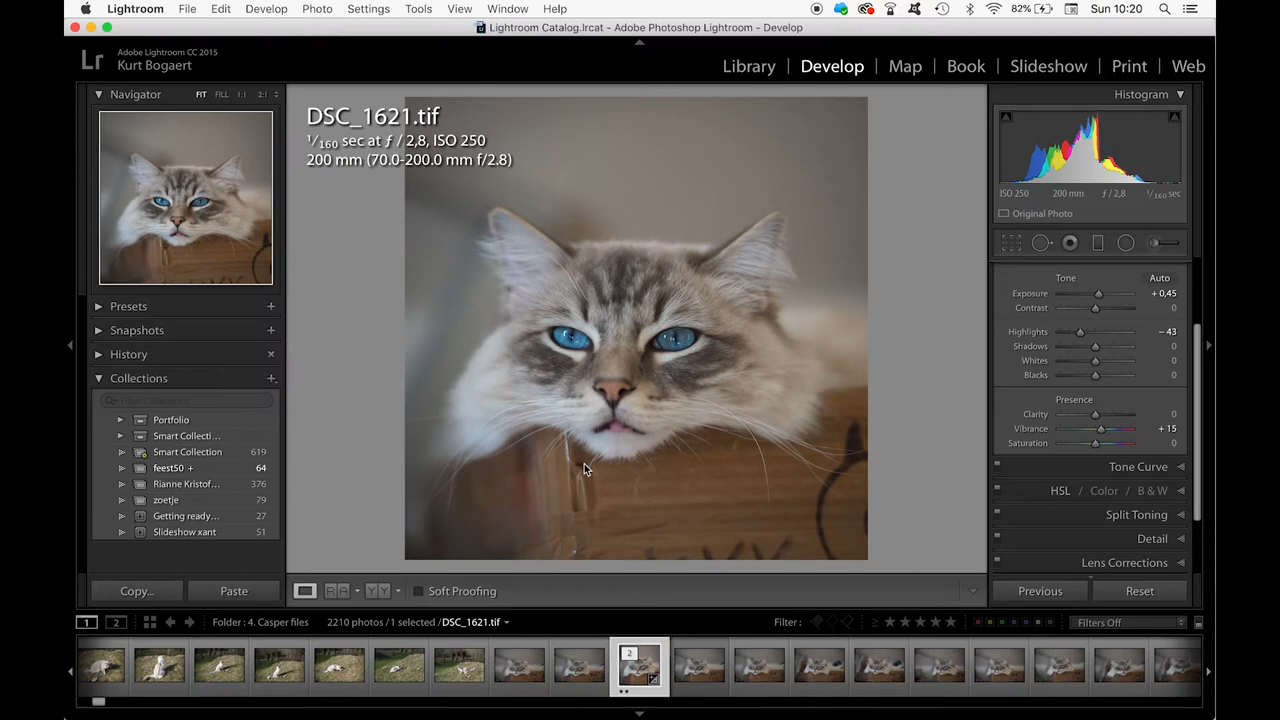 Lightroom File Edit Develop Photo Settings Tools View Window Help 82% Sun 10:20
Lightroom Catalog.lrcat - Adobe Photoshop Lightroom - Develop
Lr Adobe Lightroom CC 2015
Kurt Bogaert
Library | Develop | Map | Book | Slideshow | Print | Web
Navigator FIT FILL 1:1 2:1
Histogram
DSC_1621.tif
1/160 sec at ƒ / 2,8, ISO 250
200 mm (70.0-200.0 mm f/2.8)
ISO 250 200 mm ƒ / 2,8 1/160 sec
Original Photo
Tone Auto
Exposure + 0,45
Contrast 0
Highlights − 43
Shadows 0
Whites 0
Blacks 0
Presence
Clarity 0
Vibrance + 15
Saturation 0
Tone Curve
HSL / Color / B & W
Split Toning
Detail
Lens Corrections
Previous Reset
Presets +
Snapshots +
History ×
Collections +
Filter Collections
Portfolio
Smart Collecti...
Smart Collection 619
feest50 + 64
Rianne Kristof... 376
zoetje 79
Getting ready... 27
Slideshow xant 51
Copy... Paste
R A Y Y Soft Proofing
1 2 Folder : 4. Casper files 2210 photos / 1 selected / DSC_1621.tif Filter : ≥ ★ ★ ★ ★ ★ Filters Off
2